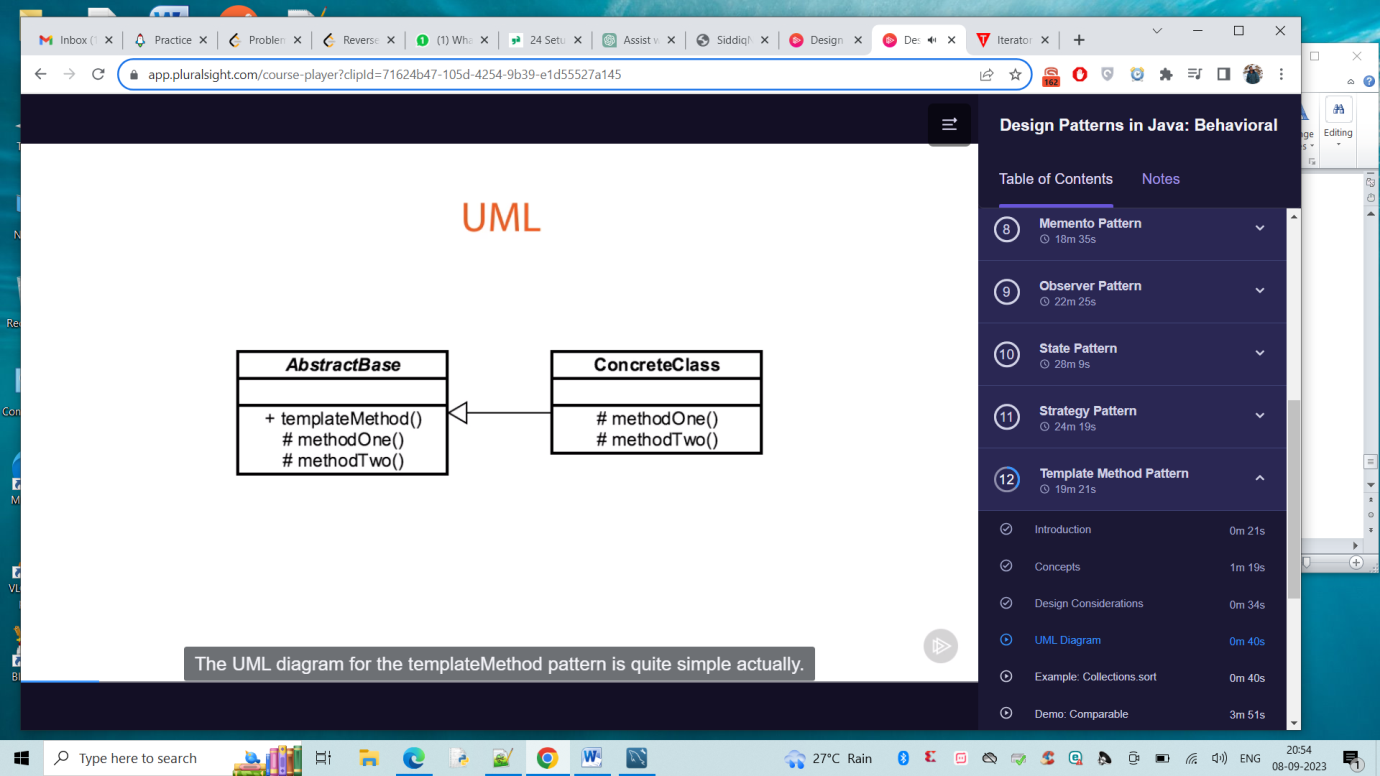 Inbox (
Practice
Problen
Reverse
(1) Wha
24 Setu
Assist w
Siddiq
Design
Des
Iterator
app.pluralsight.com/course-player?clipId=71624b47-105d-4254-9b39-e1d55527a145
162
Editing
UML
AbstractBase
+ templateMethod()
# methodOne()
# methodTwo()
ConcreteClass
# methodOne()
# methodTwo()
The UML diagram for the templateMethod pattern is quite simple actually.
Design Patterns in Java: Behavioral
Table of Contents
Notes
8 Memento Pattern
18m 35s
9 Observer Pattern
22m 25s
10 State Pattern
28m 9s
11 Strategy Pattern
24m 19s
12 Template Method Pattern
19m 21s
Introduction 0m 21s
Concepts 1m 19s
Design Considerations 0m 34s
UML Diagram 0m 40s
Example: Collections.sort 0m 40s
Demo: Comparable 3m 51s
Type here to search
27°C Rain
ENG
20:54
08-09-2023
1